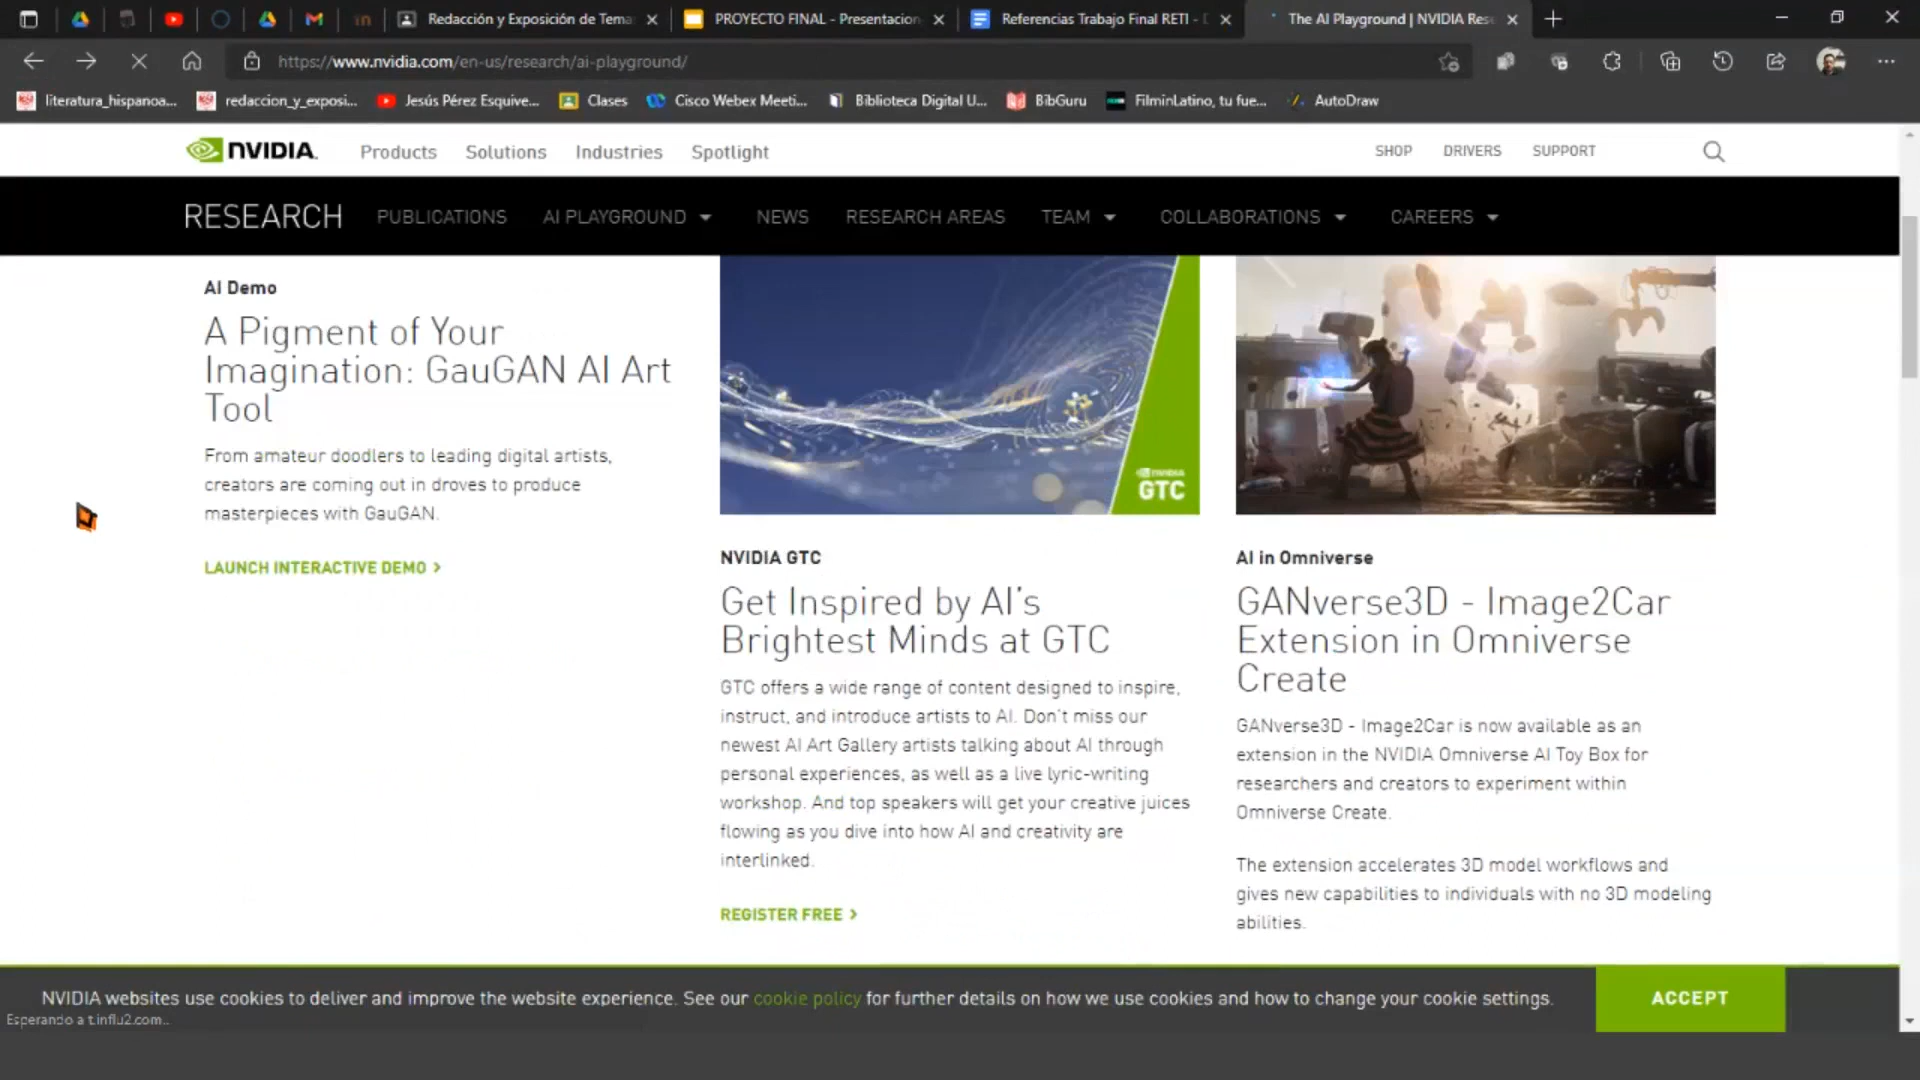 Redacción y Exposición de Tema
PROYECTO FINAL - Presentacion
Referencias Trabajo Final RETI -
The AI Playground | NVIDIA Res
https://www.nvidia.com/en-us/research/ai-playground/
literatura_hispanoa...
redaccion_y_exposi...
Jesús Pérez Esquive...
Clases
Cisco Webex Meeti...
Biblioteca Digital U...
BibGuru
FilminLatino, tu fue...
AutoDraw
NVIDIA.
Products
Solutions
Industries
Spotlight
SHOP
DRIVERS
SUPPORT
RESEARCH
PUBLICATIONS
AI PLAYGROUND
NEWS
RESEARCH AREAS
TEAM
COLLABORATIONS
CAREERS
AI Demo
A Pigment of Your
Imagination: GauGAN AI Art
Tool
From amateur doodlers to leading digital artists,
creators are coming out in droves to produce
masterpieces with GauGAN.
LAUNCH INTERACTIVE DEMO >
NVIDIA
GTC
NVIDIA GTC
Get Inspired by AI's
Brightest Minds at GTC
GTC offers a wide range of content designed to inspire,
instruct, and introduce artists to AI. Don't miss our
newest AI Art Gallery artists talking about AI through
personal experiences, as well as a live lyric-writing
workshop. And top speakers will get your creative juices
flowing as you dive into how AI and creativity are
interlinked.
REGISTER FREE >
AI in Omniverse
GANverse3D - Image2Car
Extension in Omniverse
Create
GANverse3D - Image2Car is now available as an
extension in the NVIDIA Omniverse AI Toy Box for
researchers and creators to experiment within
Omniverse Create.
The extension accelerates 3D model workflows and
gives new capabilities to individuals with no 3D modeling
abilities.
NVIDIA websites use cookies to deliver and improve the website experience. See our cookie policy for further details on how we use cookies and how to change your cookie settings.
ACCEPT
Esperando a t.influ2.com...